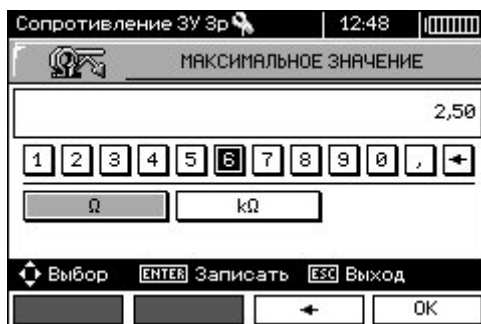 Сопротивление ЗУ 3p 12:48
МАКСИМАЛЬНОЕ ЗНАЧЕНИЕ
2,50
1 2 3 4 5 6 7 8 9 0 , ←
Ω kΩ
Выбор ENTER Записать ESC Выход
← OK